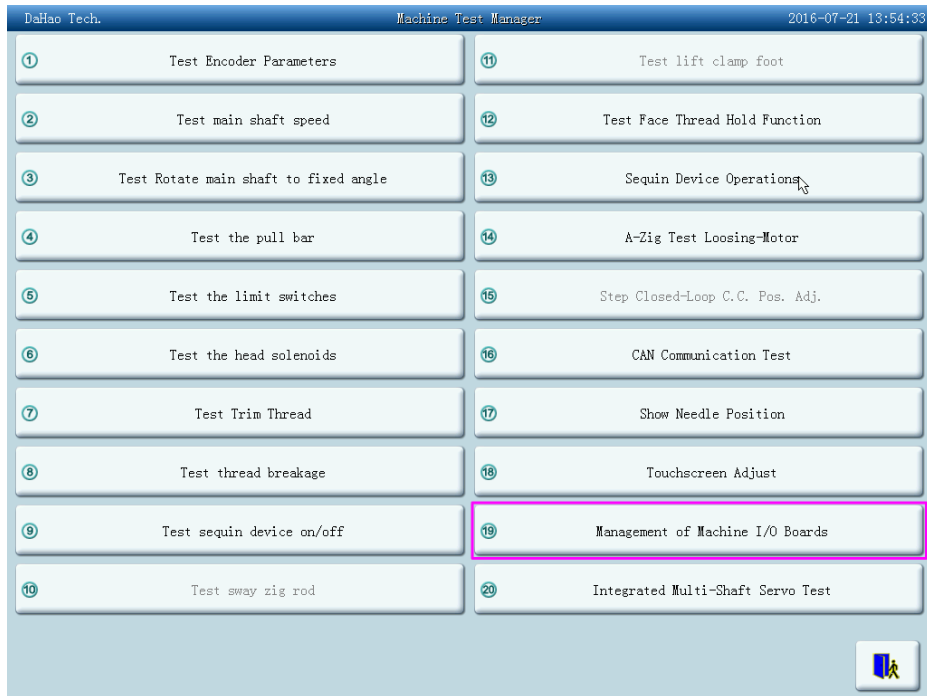 DaHao Tech. Machine Test Manager 2016-07-21 13:54:33
① Test Encoder Parameters
② Test main shaft speed
③ Test Rotate main shaft to fixed angle
④ Test the pull bar
⑤ Test the limit switches
⑥ Test the head solenoids
⑦ Test Trim Thread
⑧ Test thread breakage
⑨ Test sequin device on/off
⑩ Test sway zig rod
⑪ Test lift clamp foot
⑫ Test Face Thread Hold Function
⑬ Sequin Device Operations
⑭ A-Zig Test Loosing-Motor
⑮ Step Closed-Loop C.C. Pos. Adj.
⑯ CAN Communication Test
⑰ Show Needle Position
⑱ Touchscreen Adjust
⑲ Management of Machine I/O Boards
⑳ Integrated Multi-Shaft Servo Test